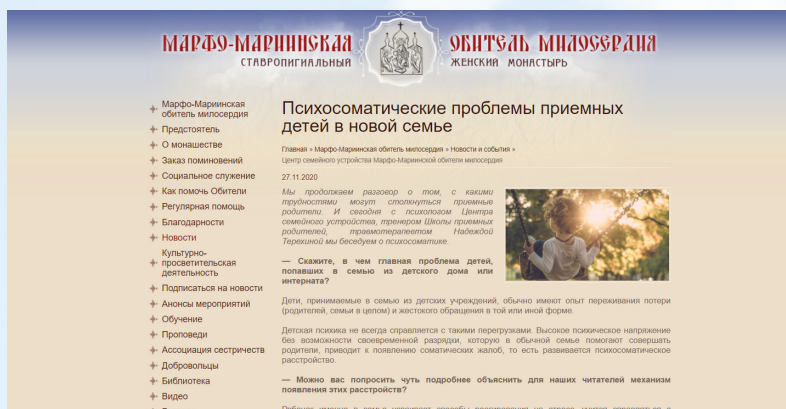 МАРФО-МАРИИНСКАЯ ОБИТЕЛЬ МИЛОСЕРДИЯ
СТАВРОПИГИАЛЬНЫЙ ЖЕНСКИЙ МОНАСТЫРЬ
Марфо-Мариинская
обитель милосердия
Предстоятель
О монашестве
Заказ поминовений
Социальное служение
Как помочь Обители
Регулярная помощь
Благодарности
Новости
Культурно-
просветительская
деятельность
Подписаться на новости
Анонсы мероприятий
Обучение
Проповеди
Ассоциация сестричеств
Добровольцы
Библиотека
Видео
Психосоматические проблемы приемных
детей в новой семье
Главная » Марфо-Мариинская обитель милосердия » Новости и события »
Центр семейного устройства Марфо-Мариинской обители милосердия
27.11.2020
Мы продолжаем разговор о том, с какими
трудностями могут столкнуться приемные
родители. И сегодня с психологом Центра
семейного устройства, тренером Школы приемных
родителей, травмотерапевтом Надеждой
Терехиной мы беседуем о психосоматике.
— Скажите, в чем главная проблема детей,
попавших в семью из детского дома или
интерната?
Дети, принимаемые в семью из детских учреждений, обычно имеют опыт переживания потери
(родителей, семьи в целом) и жестокого обращения в той или иной форме.
Детская психика не всегда справляется с такими перегрузками. Высокое психическое напряжение
без возможности своевременной разрядки, которую в обычной семье помогают совершать
родители, приводит к появлению соматических жалоб, то есть развивается психосоматическое
расстройство.
— Можно вас попросить чуть подробнее объяснить для наших читателей механизм
появления этих расстройств?